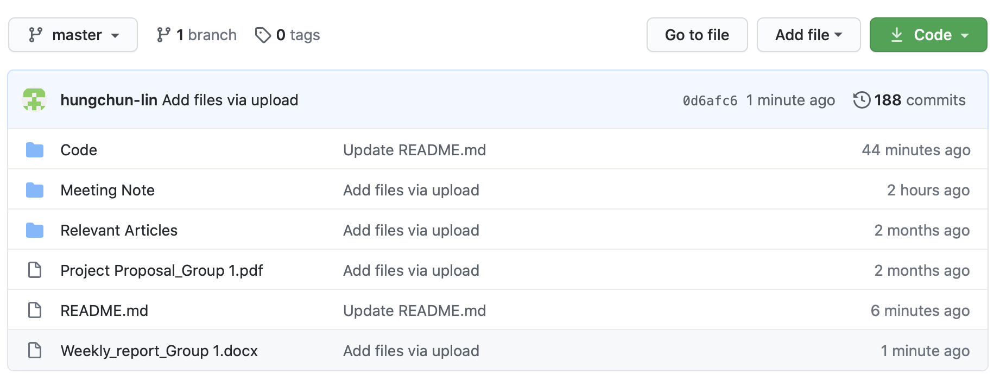 master 1 branch 0 tags Go to file Add file Code
hungchun-lin Add files via upload 0d6afc6 1 minute ago 188 commits
Code Update README.md 44 minutes ago
Meeting Note Add files via upload 2 hours ago
Relevant Articles Add files via upload 2 months ago
Project Proposal_Group 1.pdf Add files via upload 2 months ago
README.md Update README.md 6 minutes ago
Weekly_report_Group 1.docx Add files via upload 1 minute ago